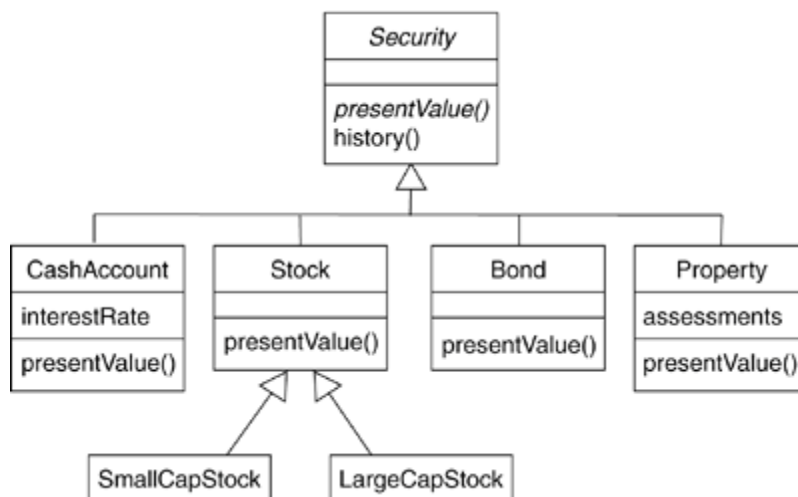 Security
presentValue()
history()
CashAccount
interestRate
presentValue()
Stock
presentValue()
Bond
presentValue()
Property
assessments
presentValue()
SmallCapStock
LargeCapStock